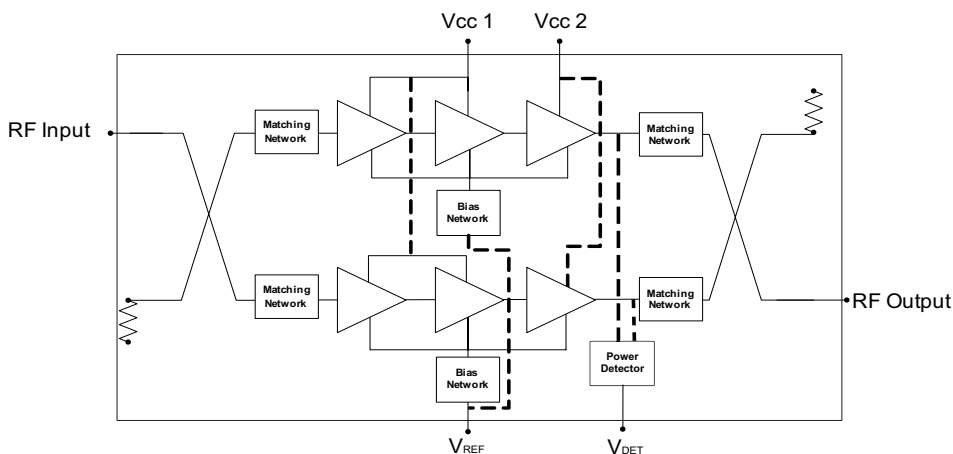 Vcc 1
Vcc 2
RF Input
Matching
Network
Matching
Network
Bias
Network
Matching
Network
Matching
Network
RF Output
Power
Detector
Bias
Network
VREF
VDET